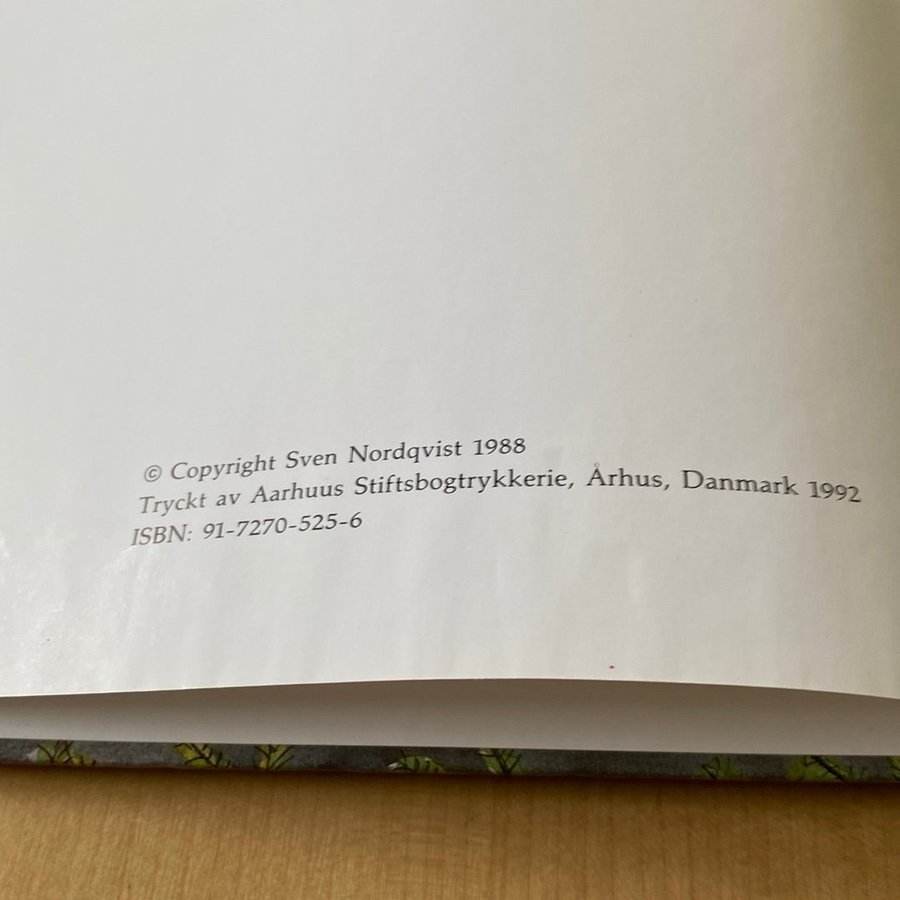 © Copyright Sven Nordqvist 1988
Tryckt av Aarhuus Stiftsbogtrykkerie, Århus, Danmark 1992
ISBN: 91-7270-525-6